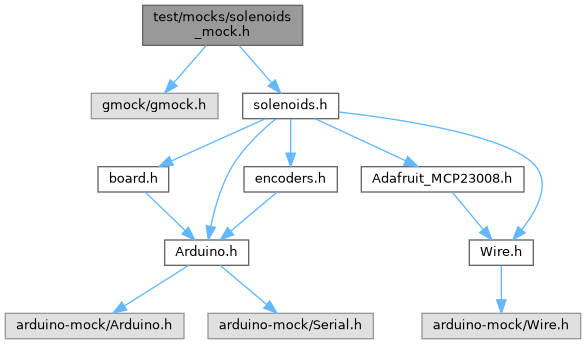 test/mocks/solenoids
_mock.h
gmock/gmock.h
solenoids.h
board.h
encoders.h
Adafruit_MCP23008.h
Arduino.h
Wire.h
arduino-mock/Arduino.h
arduino-mock/Serial.h
arduino-mock/Wire.h